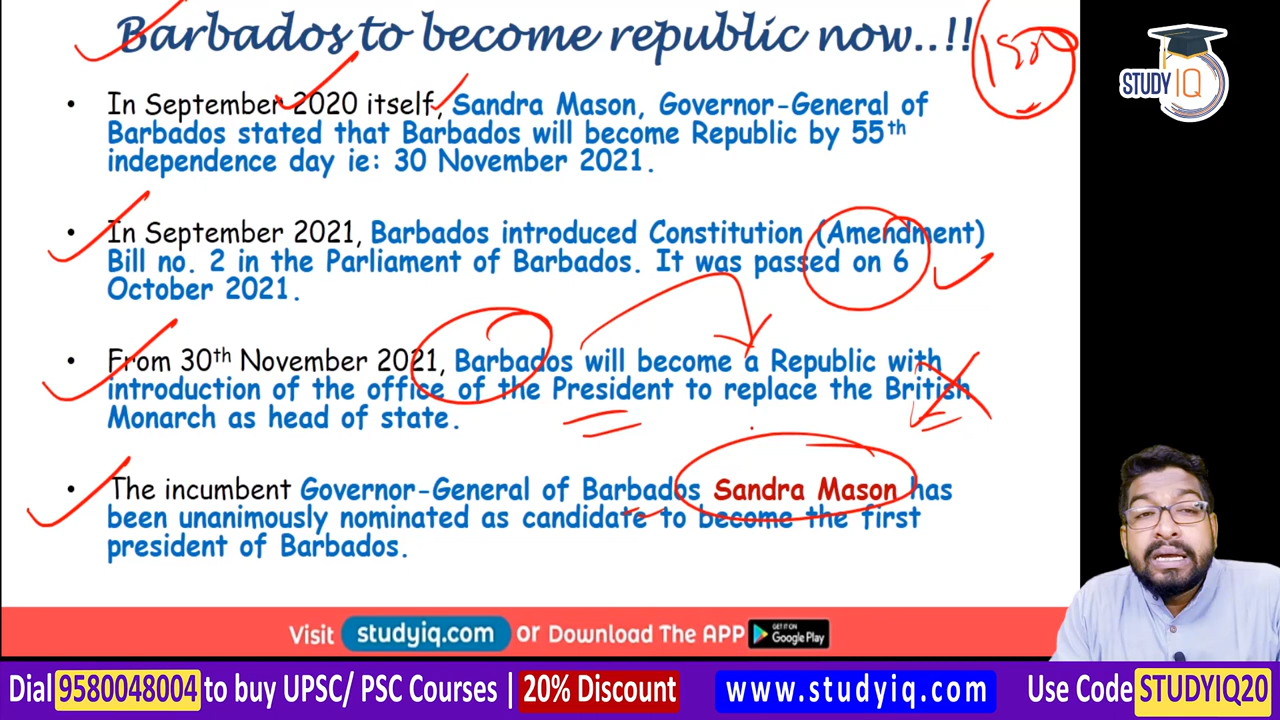 Barbados to become republic now..!!
STUDY IQ
• In September 2020 itself, Sandra Mason, Governor-General of
Barbados stated that Barbados will become Republic by 55th
independence day ie: 30 November 2021.
• In September 2021, Barbados introduced Constitution (Amendment)
Bill no. 2 in the Parliament of Barbados. It was passed on 6
October 2021.
• From 30th November 2021, Barbados will become a Republic with
introduction of the office of the President to replace the British
Monarch as head of state.
• The incumbent Governor-General of Barbados Sandra Mason has
been unanimously nominated as candidate to become the first
president of Barbados.
Visit studyiq.com or Download The APP GET IT ON Google Play
Dial 9580048004 to buy UPSC/ PSC Courses | 20% Discount www.studyiq.com Use Code STUDYIQ20